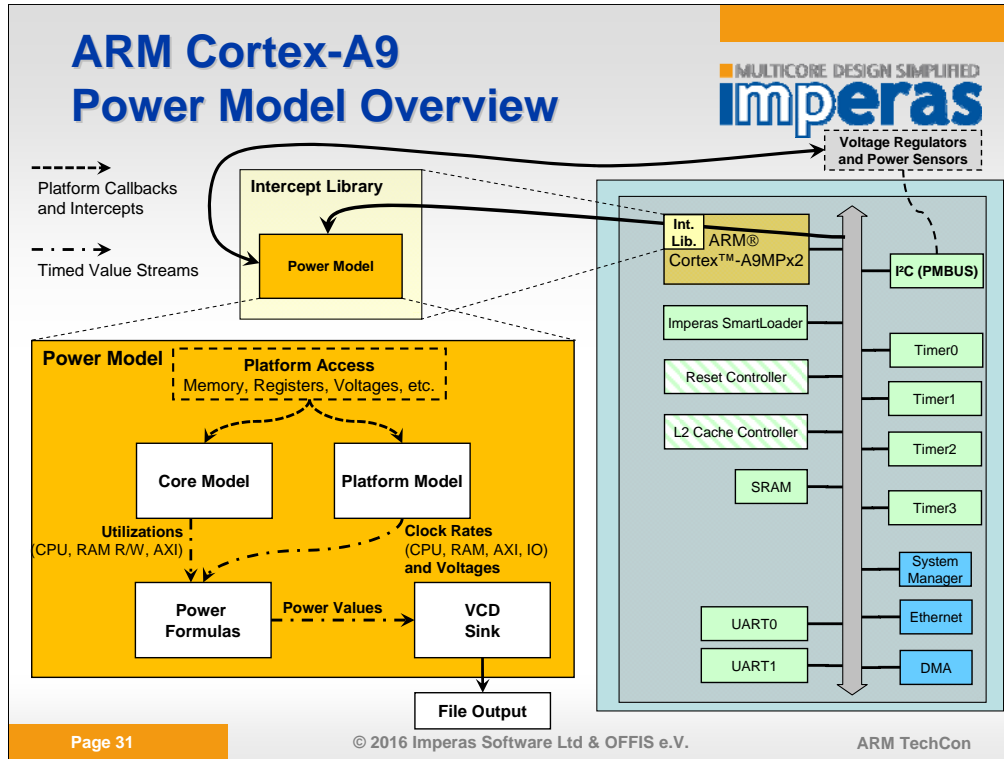 ARM Cortex-A9
Power Model Overview
MULTICORE DESIGN SIMPLIFIED
imperas
Platform Callbacks
and Intercepts
Timed Value Streams
Intercept Library
Power Model
Voltage Regulators
and Power Sensors
Int.
Lib.
ARM®
Cortex™-A9MPx2
I²C (PMBUS)
Imperas SmartLoader
Timer0
Reset Controller
Timer1
L2 Cache Controller
Timer2
SRAM
Timer3
System
Manager
UART0
Ethernet
UART1
DMA
Power Model
Platform Access
Memory, Registers, Voltages, etc.
Core Model
Platform Model
Utilizations
(CPU, RAM R/W, AXI)
Clock Rates
(CPU, RAM, AXI, IO)
and Voltages
Power
Formulas
Power Values
VCD
Sink
File Output
Page 31
© 2016 Imperas Software Ltd & OFFIS e.V.
ARM TechCon